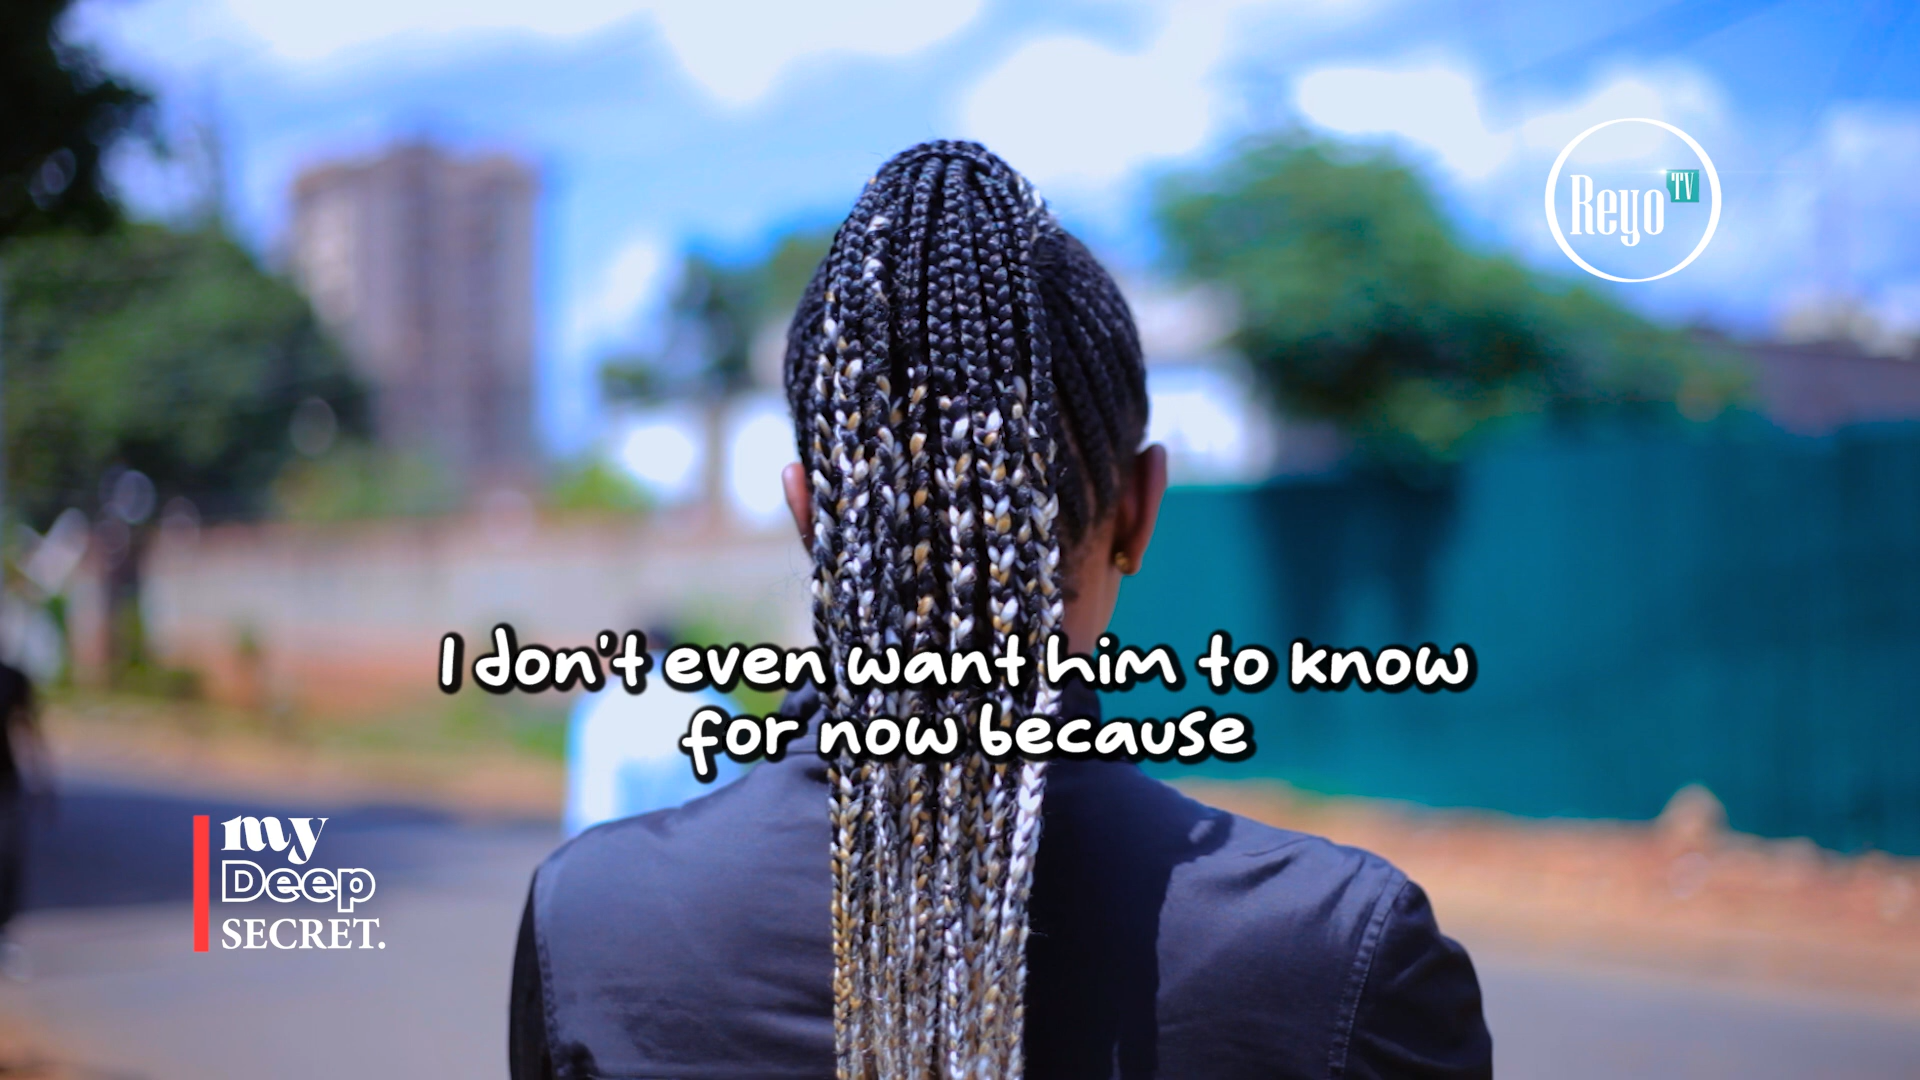 Reyo TV
I don't even want him to know
for now because
my
Deep
SECRET.